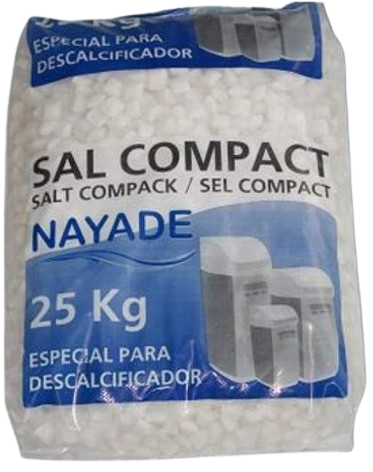 ESPECIAL PARA
DESCALCIFICADOR
SAL COMPACT
SALT COMPACK / SEL COMPACT
NAYADE
25 Kg
ESPECIAL PARA
DESCALCIFICADOR